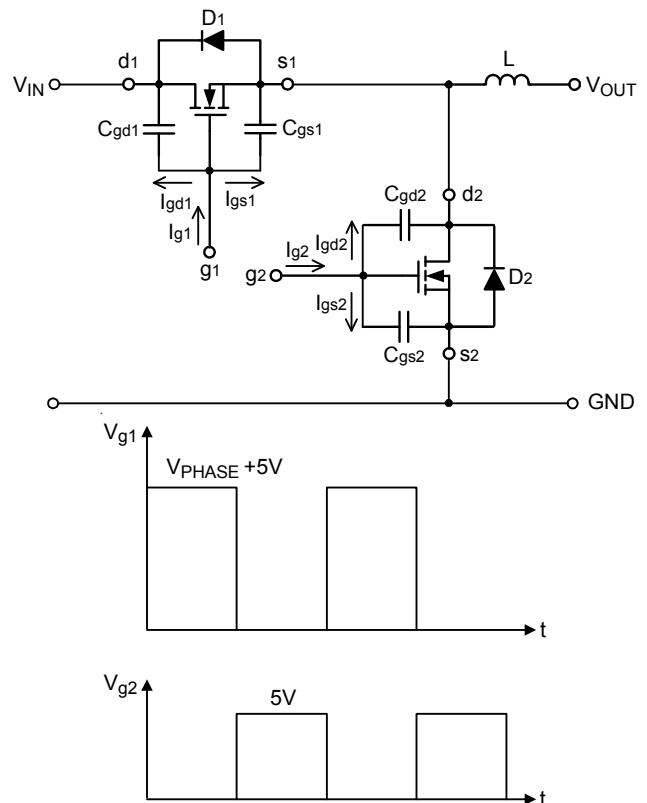 D1
d1
s1
L
VIN
VOUT
Cgd1
Cgs1
Igd1
Igs1
Ig1
g1
Cgd2
d2
Igd2
Ig2
g2
D2
Igs2
Cgs2
s2
GND
Vg1
VPHASE +5V
t
Vg2
5V
t